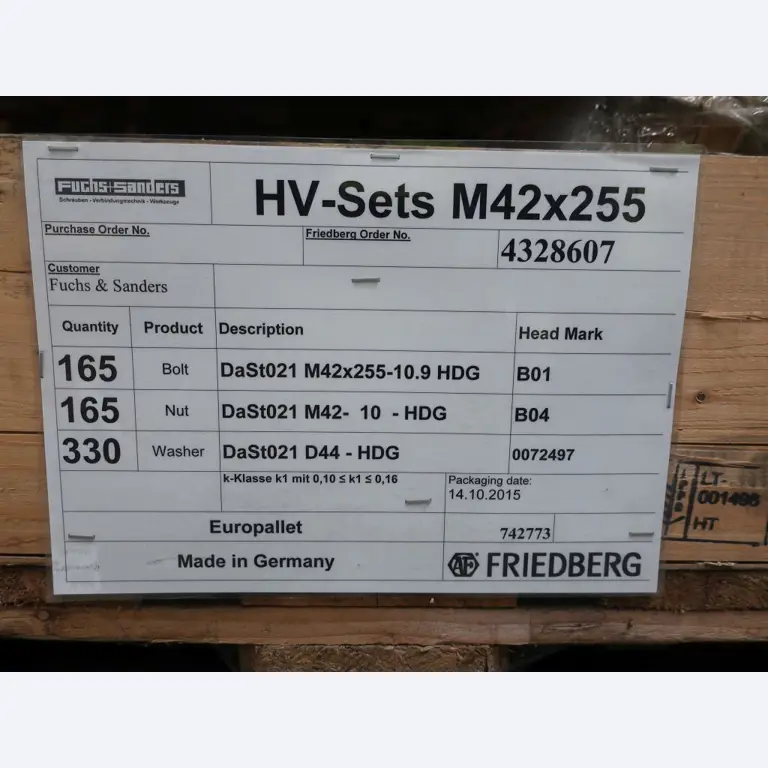 Fuchs+Sanders
Schrauben - Verbindungstechnik - Werkzeuge
HV-Sets M42x255
Purchase Order No.
Friedberg Order No.
4328607
Customer
Fuchs & Sanders
Quantity Product Description Head Mark
165 Bolt DaSt021 M42x255-10.9 HDG B01
165 Nut DaSt021 M42- 10 - HDG B04
330 Washer DaSt021 D44 - HDG 0072497
k-Klasse k1 mit 0,10 ≤ k1 ≤ 0,16
Packaging date:
14.10.2015
Europallet 742773
Made in Germany
FRIEDBERG
LT-
001498
HT